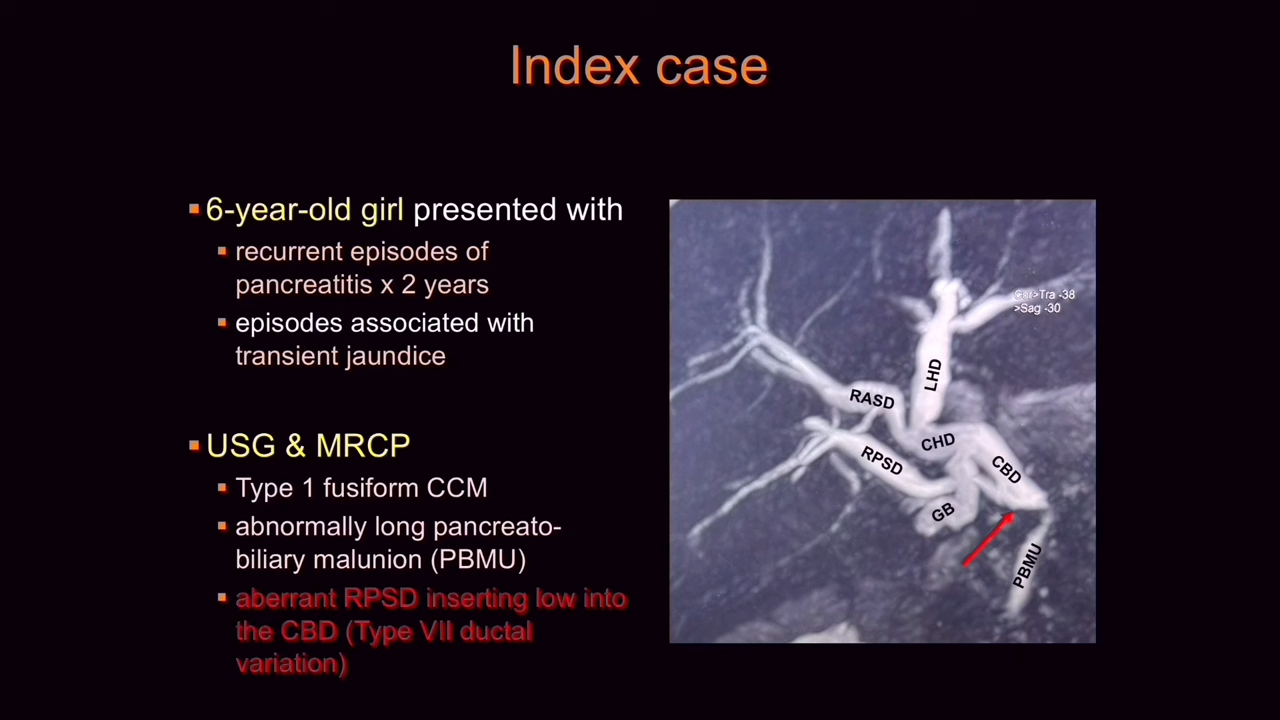 Index case
6-year-old girl presented with
recurrent episodes of
pancreatitis x 2 years
episodes associated with
transient jaundice
USG & MRCP
Type 1 fusiform CCM
abnormally long pancreato-
biliary malunion (PBMU)
aberrant RPSD inserting low into
the CBD (Type VII ductal
variation)
>Tra -38
>Sag -30
LHD
RASD
CHD
RPSD
CBD
GB
PBMU